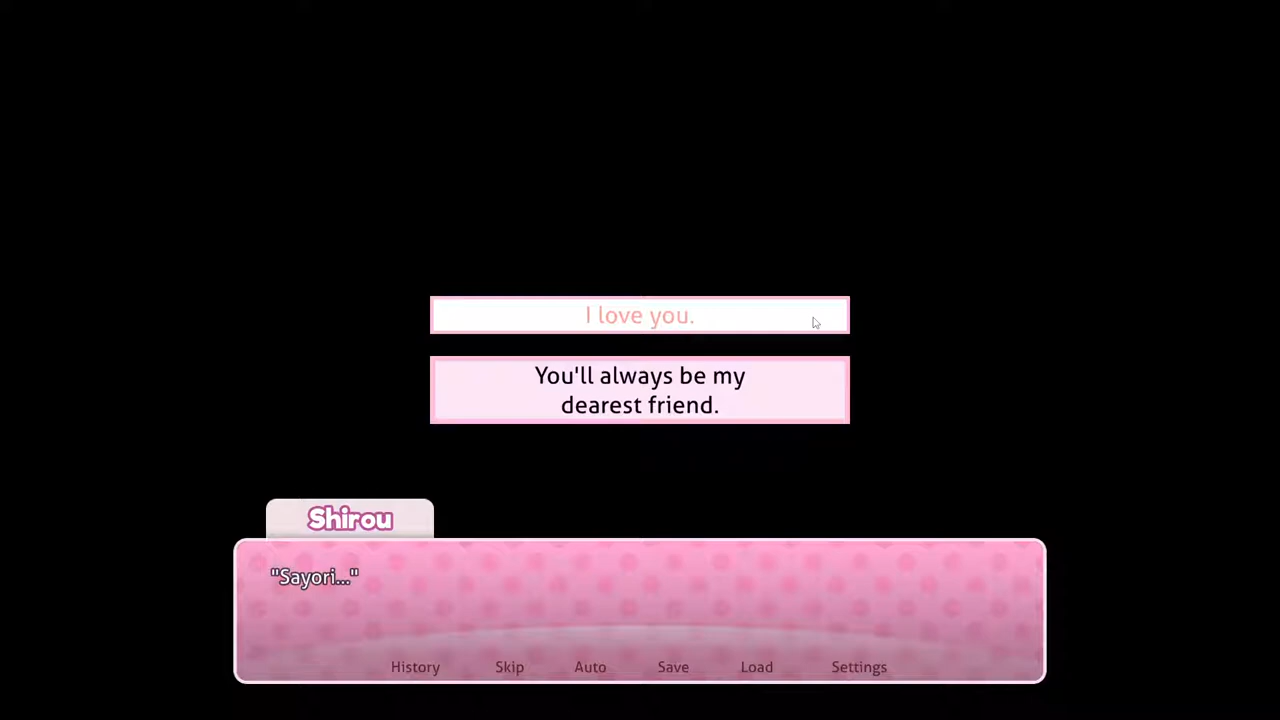 I love you.
You'll always be my
dearest friend.
Shirou
"Sayori..."
History Skip Auto Save Load Settings